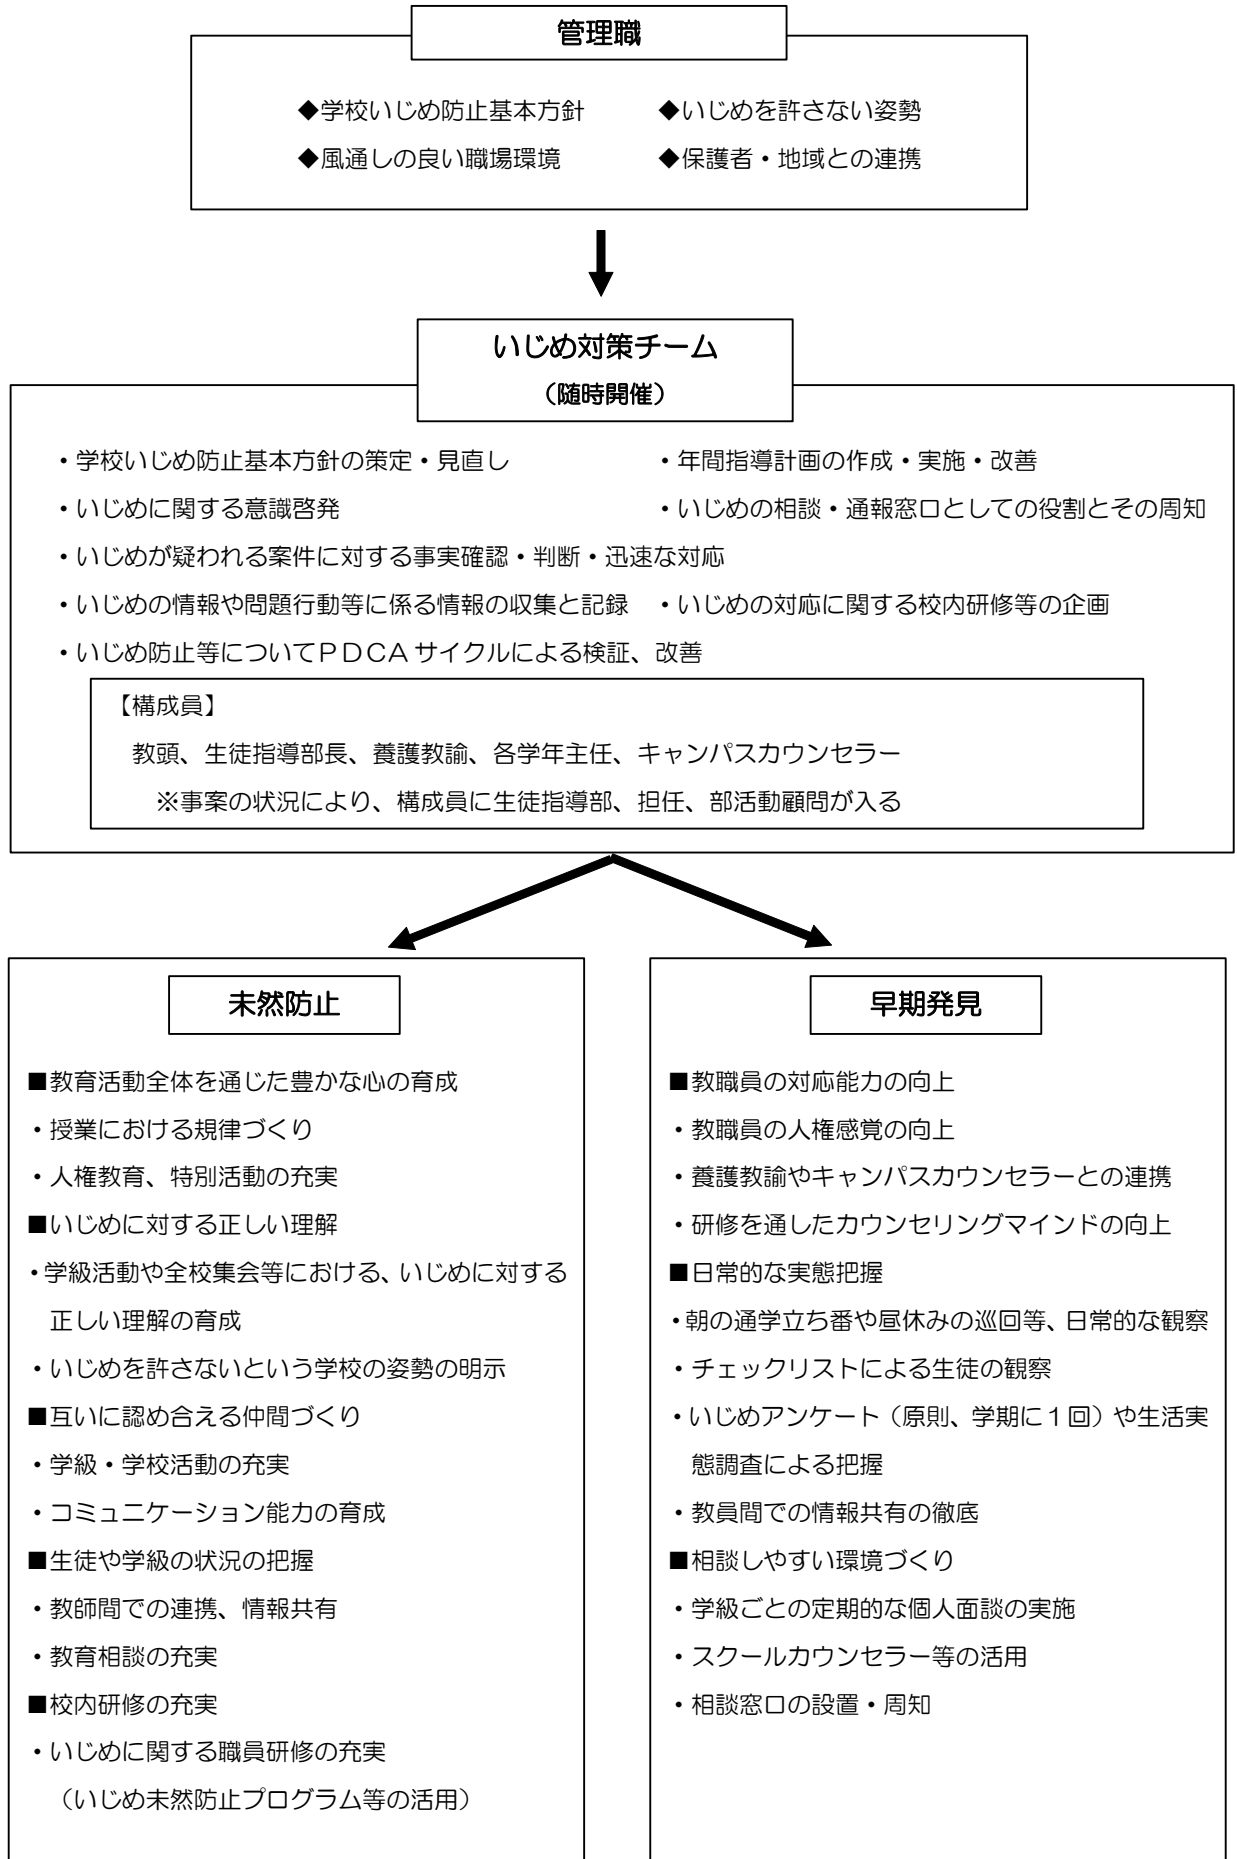 管理職
◆学校いじめ防止基本方針　◆いじめを許さない姿勢
◆風通しの良い職場環境　◆保護者・地域との連携
いじめ対策チーム
（随時開催）
・学校いじめ防止基本方針の策定・見直し　・年間指導計画の作成・実施・改善
・いじめに関する意識啓発　・いじめの相談・通報窓口としての役割とその周知
・いじめが疑われる案件に対する事実確認・判断・迅速な対応
・いじめの情報や問題行動等に係る情報の収集と記録　・いじめの対応に関する校内研修等の企画
・いじめ防止等についてＰＤＣＡサイクルによる検証、改善
【構成員】
教頭、生徒指導部長、養護教諭、各学年主任、キャンパスカウンセラー
※事案の状況により、構成員に生徒指導部、担任、部活動顧問が入る
未然防止
■教育活動全体を通じた豊かな心の育成
・授業における規律づくり
・人権教育、特別活動の充実
■いじめに対する正しい理解
・学級活動や全校集会等における、いじめに対する
正しい理解の育成
・いじめを許さないという学校の姿勢の明示
■互いに認め合える仲間づくり
・学級・学校活動の充実
・コミュニケーション能力の育成
■生徒や学級の状況の把握
・教師間での連携、情報共有
・教育相談の充実
■校内研修の充実
・いじめに関する職員研修の充実
（いじめ未然防止プログラム等の活用）
早期発見
■教職員の対応能力の向上
・教職員の人権感覚の向上
・養護教諭やキャンパスカウンセラーとの連携
・研修を通したカウンセリングマインドの向上
■日常的な実態把握
・朝の通学立ち番や昼休みの巡回等、日常的な観察
・チェックリストによる生徒の観察
・いじめアンケート（原則、学期に１回）や生活実
態調査による把握
・教員間での情報共有の徹底
■相談しやすい環境づくり
・学級ごとの定期的な個人面談の実施
・スクールカウンセラー等の活用
・相談窓口の設置・周知